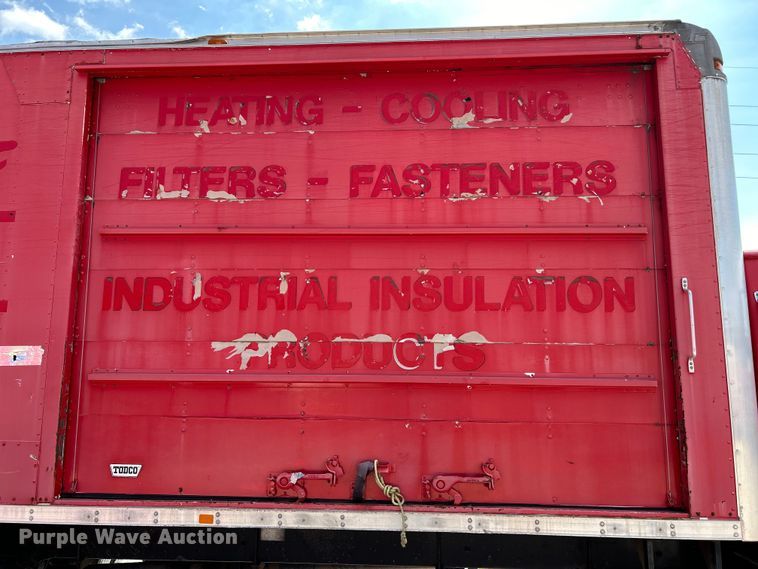 HEATING - COOLING
FILTERS - FASTENERS
INDUSTRIAL INSULATION
PRODUCTS
TODCO
Purple Wave Auction